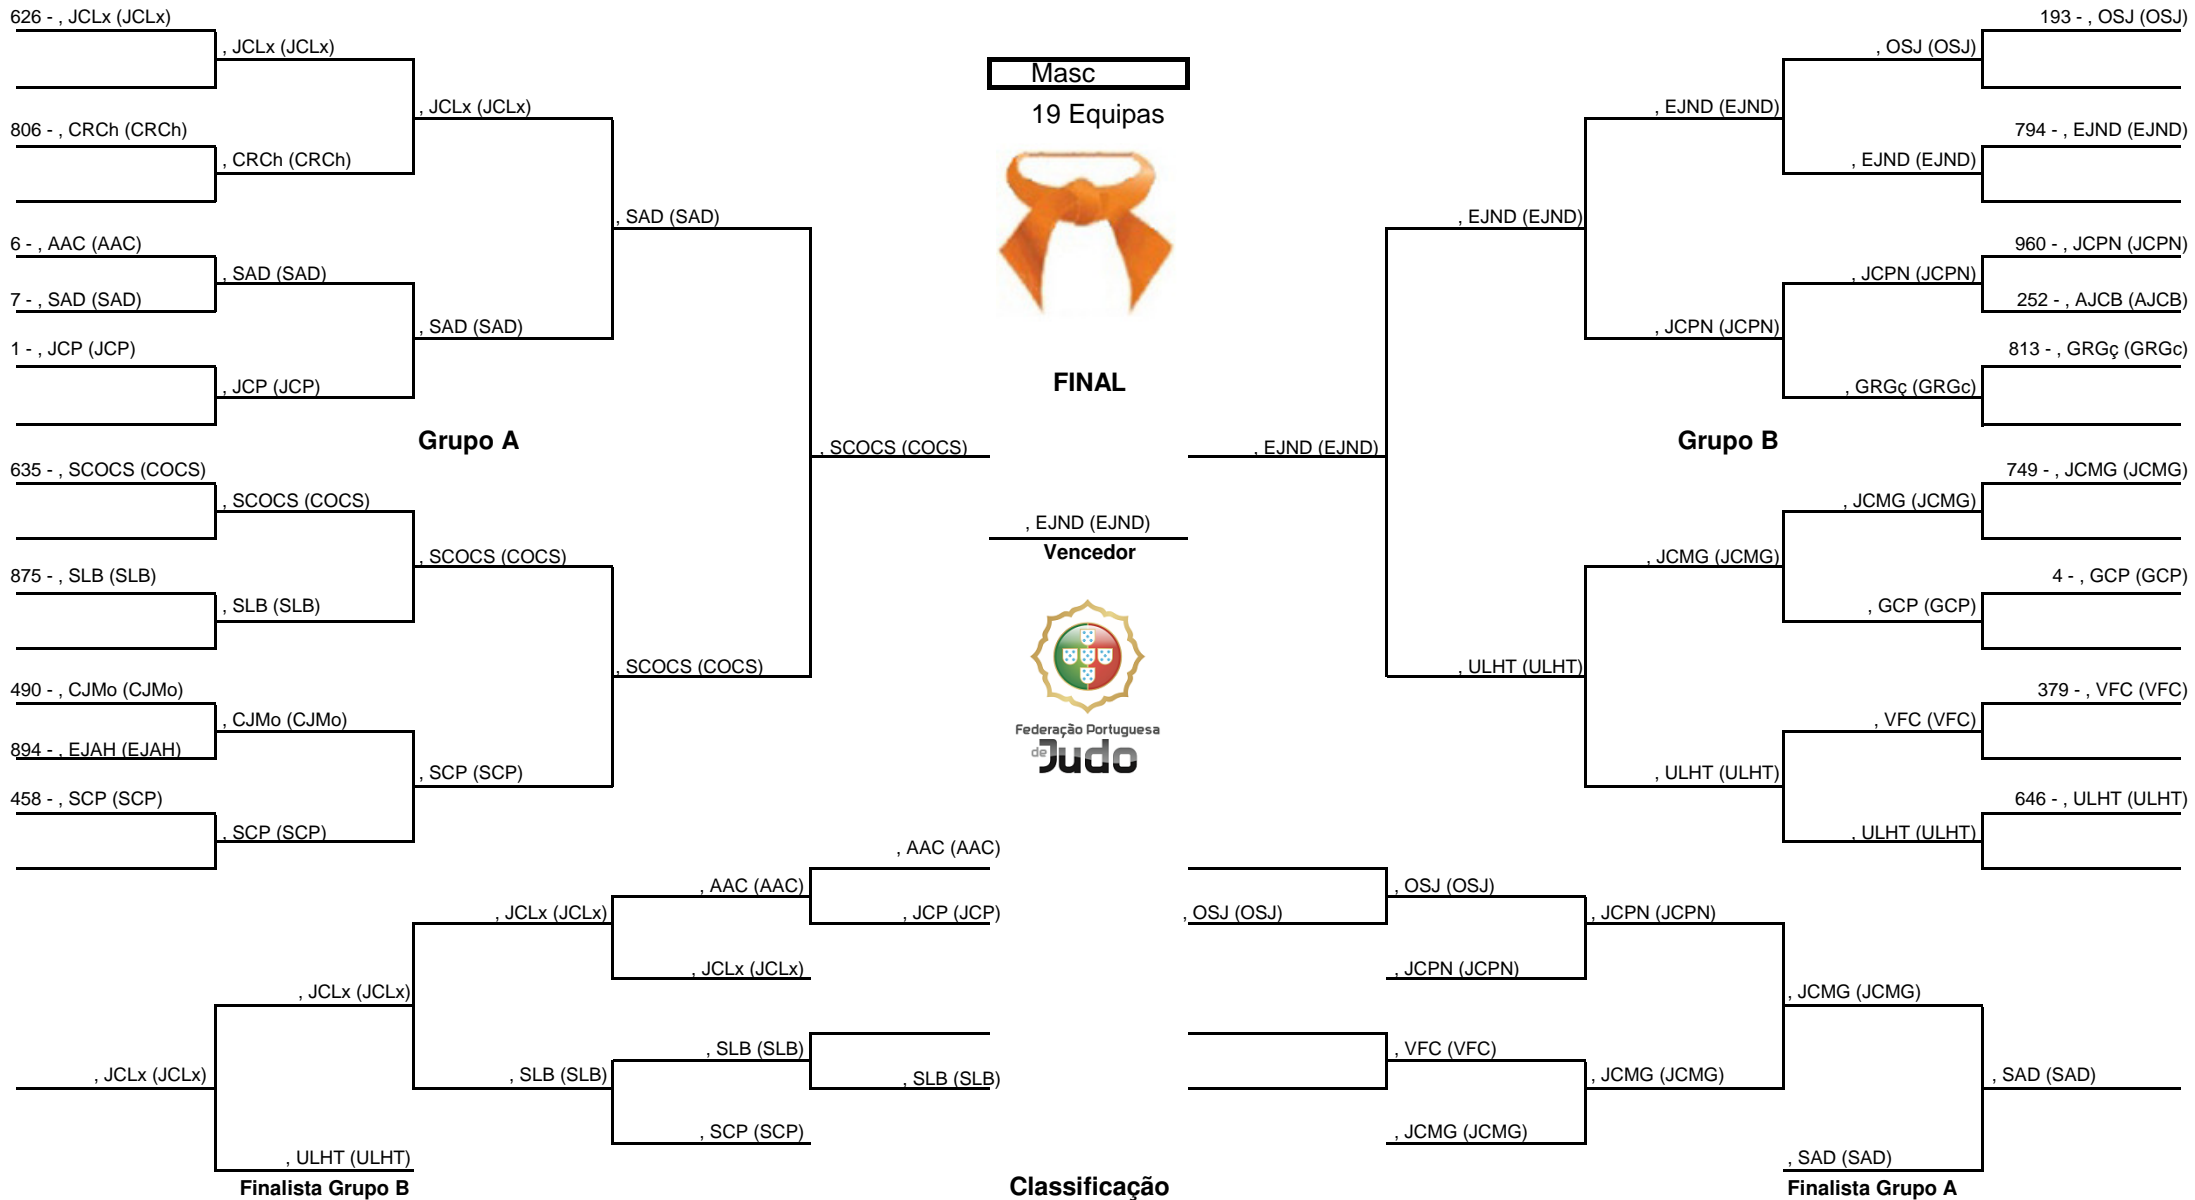 626 - , JCLx (JCLx)
, JCLx (JCLx)
, JCLx (JCLx)
806 - , CRCh (CRCh)
, CRCh (CRCh)
, SAD (SAD)
6 - , AAC (AAC)
, SAD (SAD)
7 - , SAD (SAD)
, SAD (SAD)
1 - , JCP (JCP)
, JCP (JCP)
Grupo A
, SCOCS (COCS)
635 - , SCOCS (COCS)
, SCOCS (COCS)
, SCOCS (COCS)
875 - , SLB (SLB)
, SLB (SLB)
, SCOCS (COCS)
490 - , CJMo (CJMo)
, CJMo (CJMo)
894 - , EJAH (EJAH)
, SCP (SCP)
458 - , SCP (SCP)
, SCP (SCP)
Masc
19 Equipas
FINAL
, EJND (EJND)
Vencedor
Federação Portuguesa
de Judo
193 - , OSJ (OSJ)
, OSJ (OSJ)
, EJND (EJND)
794 - , EJND (EJND)
, EJND (EJND)
, EJND (EJND)
960 - , JCPN (JCPN)
, JCPN (JCPN)
252 - , AJCB (AJCB)
, JCPN (JCPN)
813 - , GRGç (GRGc)
, GRGç (GRGc)
Grupo B
, EJND (EJND)
749 - , JCMG (JCMG)
, JCMG (JCMG)
, JCMG (JCMG)
4 - , GCP (GCP)
, GCP (GCP)
, ULHT (ULHT)
379 - , VFC (VFC)
, VFC (VFC)
, ULHT (ULHT)
646 - , ULHT (ULHT)
, ULHT (ULHT)
, AAC (AAC)
, AAC (AAC)
, JCLx (JCLx)
, JCP (JCP)
, JCLx (JCLx)
, JCLx (JCLx)
, SLB (SLB)
, JCLx (JCLx)
, SLB (SLB)
, SLB (SLB)
, SCP (SCP)
, ULHT (ULHT)
Finalista Grupo B
, OSJ (OSJ)
, OSJ (OSJ)
, JCPN (JCPN)
, JCPN (JCPN)
, JCMG (JCMG)
, VFC (VFC)
, JCMG (JCMG)
, SAD (SAD)
, JCMG (JCMG)
, SAD (SAD)
Classificação
Finalista Grupo A